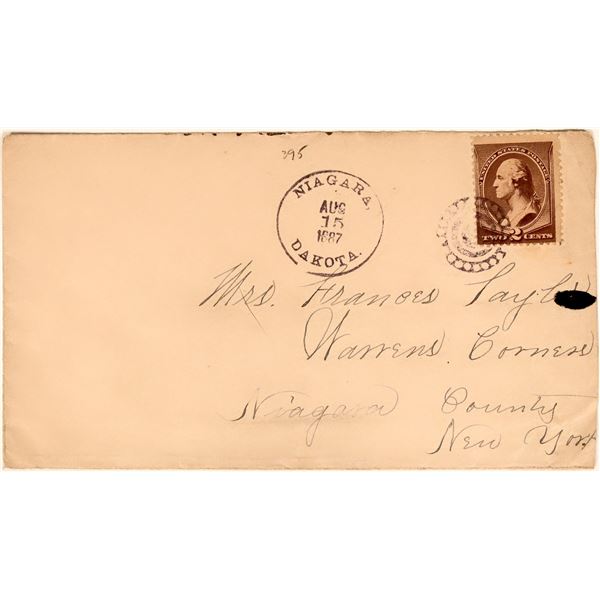 395
NIAGARA,
AUG
15
1887
DAKOTA.
UNITED STATES POSTAGE
TWO 2 CENTS
Mrs. Frances
Warrens Corners
Niagara County
New York